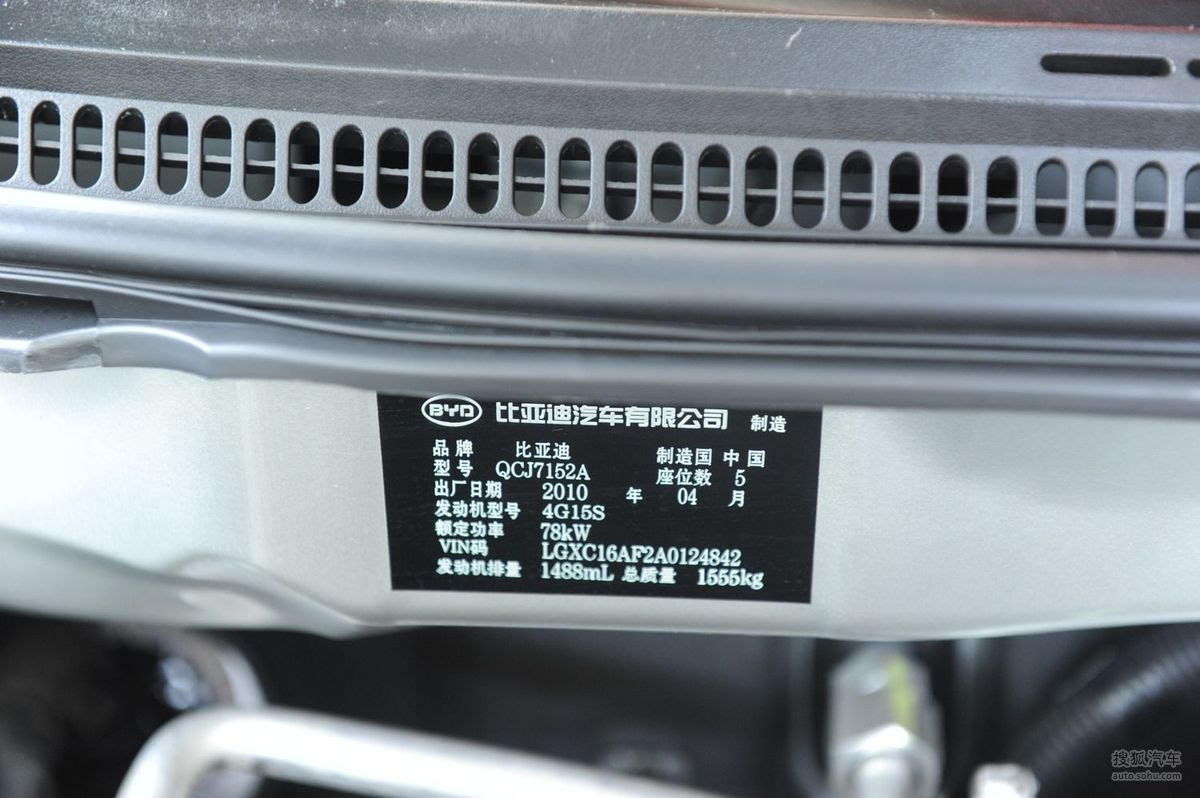 BYD 比亚迪汽车有限公司 制造
品牌 比亚迪 制造国 中国
型号 QCJ7152A 座位数 5
出厂日期 2010 年 04 月
发动机型号 4G15S
额定功率 78kW
VIN码 LGXC16AF2A0124842
发动机排量 1488mL 总质量 1555kg
搜狐汽车
auto.sohu.com